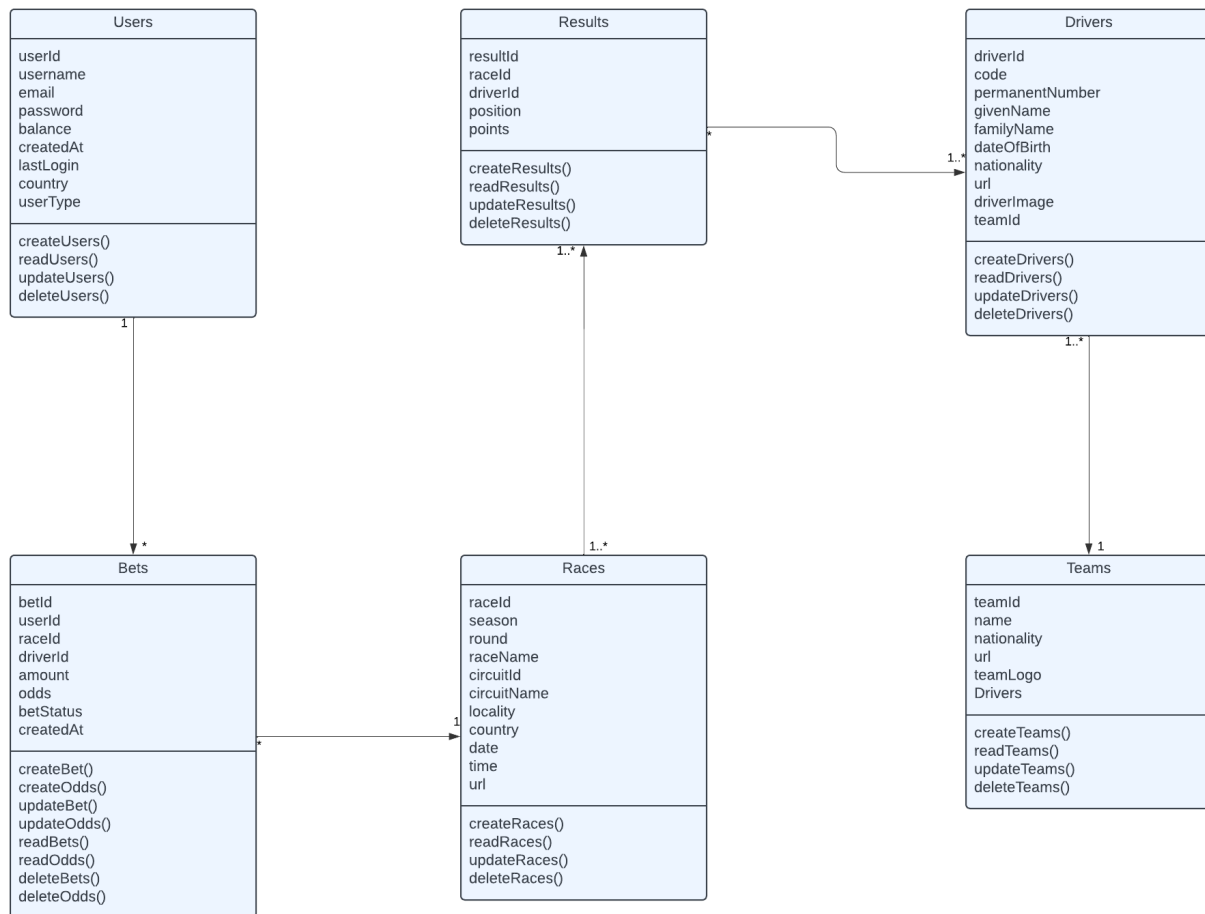 Users
userId
username
email
password
balance
createdAt
lastLogin
country
userType
createUsers()
readUsers()
updateUsers()
deleteUsers()
1
*
Bets
betId
userId
raceId
driverId
amount
odds
betStatus
createdAt
createBet()
createOdds()
updateBet()
updateOdds()
readBets()
readOdds()
deleteBets()
deleteOdds()
*
1
Results
resultId
raceId
driverId
position
points
createResults()
readResults()
updateResults()
deleteResults()
*
1..*
1..*
1..*
Races
raceId
season
round
raceName
circuitId
circuitName
locality
country
date
time
url
createRaces()
readRaces()
updateRaces()
deleteRaces()
Drivers
driverId
code
permanentNumber
givenName
familyName
dateOfBirth
nationality
url
driverImage
teamId
createDrivers()
readDrivers()
updateDrivers()
deleteDrivers()
1..*
1
Teams
teamId
name
nationality
url
teamLogo
Drivers
createTeams()
readTeams()
updateTeams()
deleteTeams()